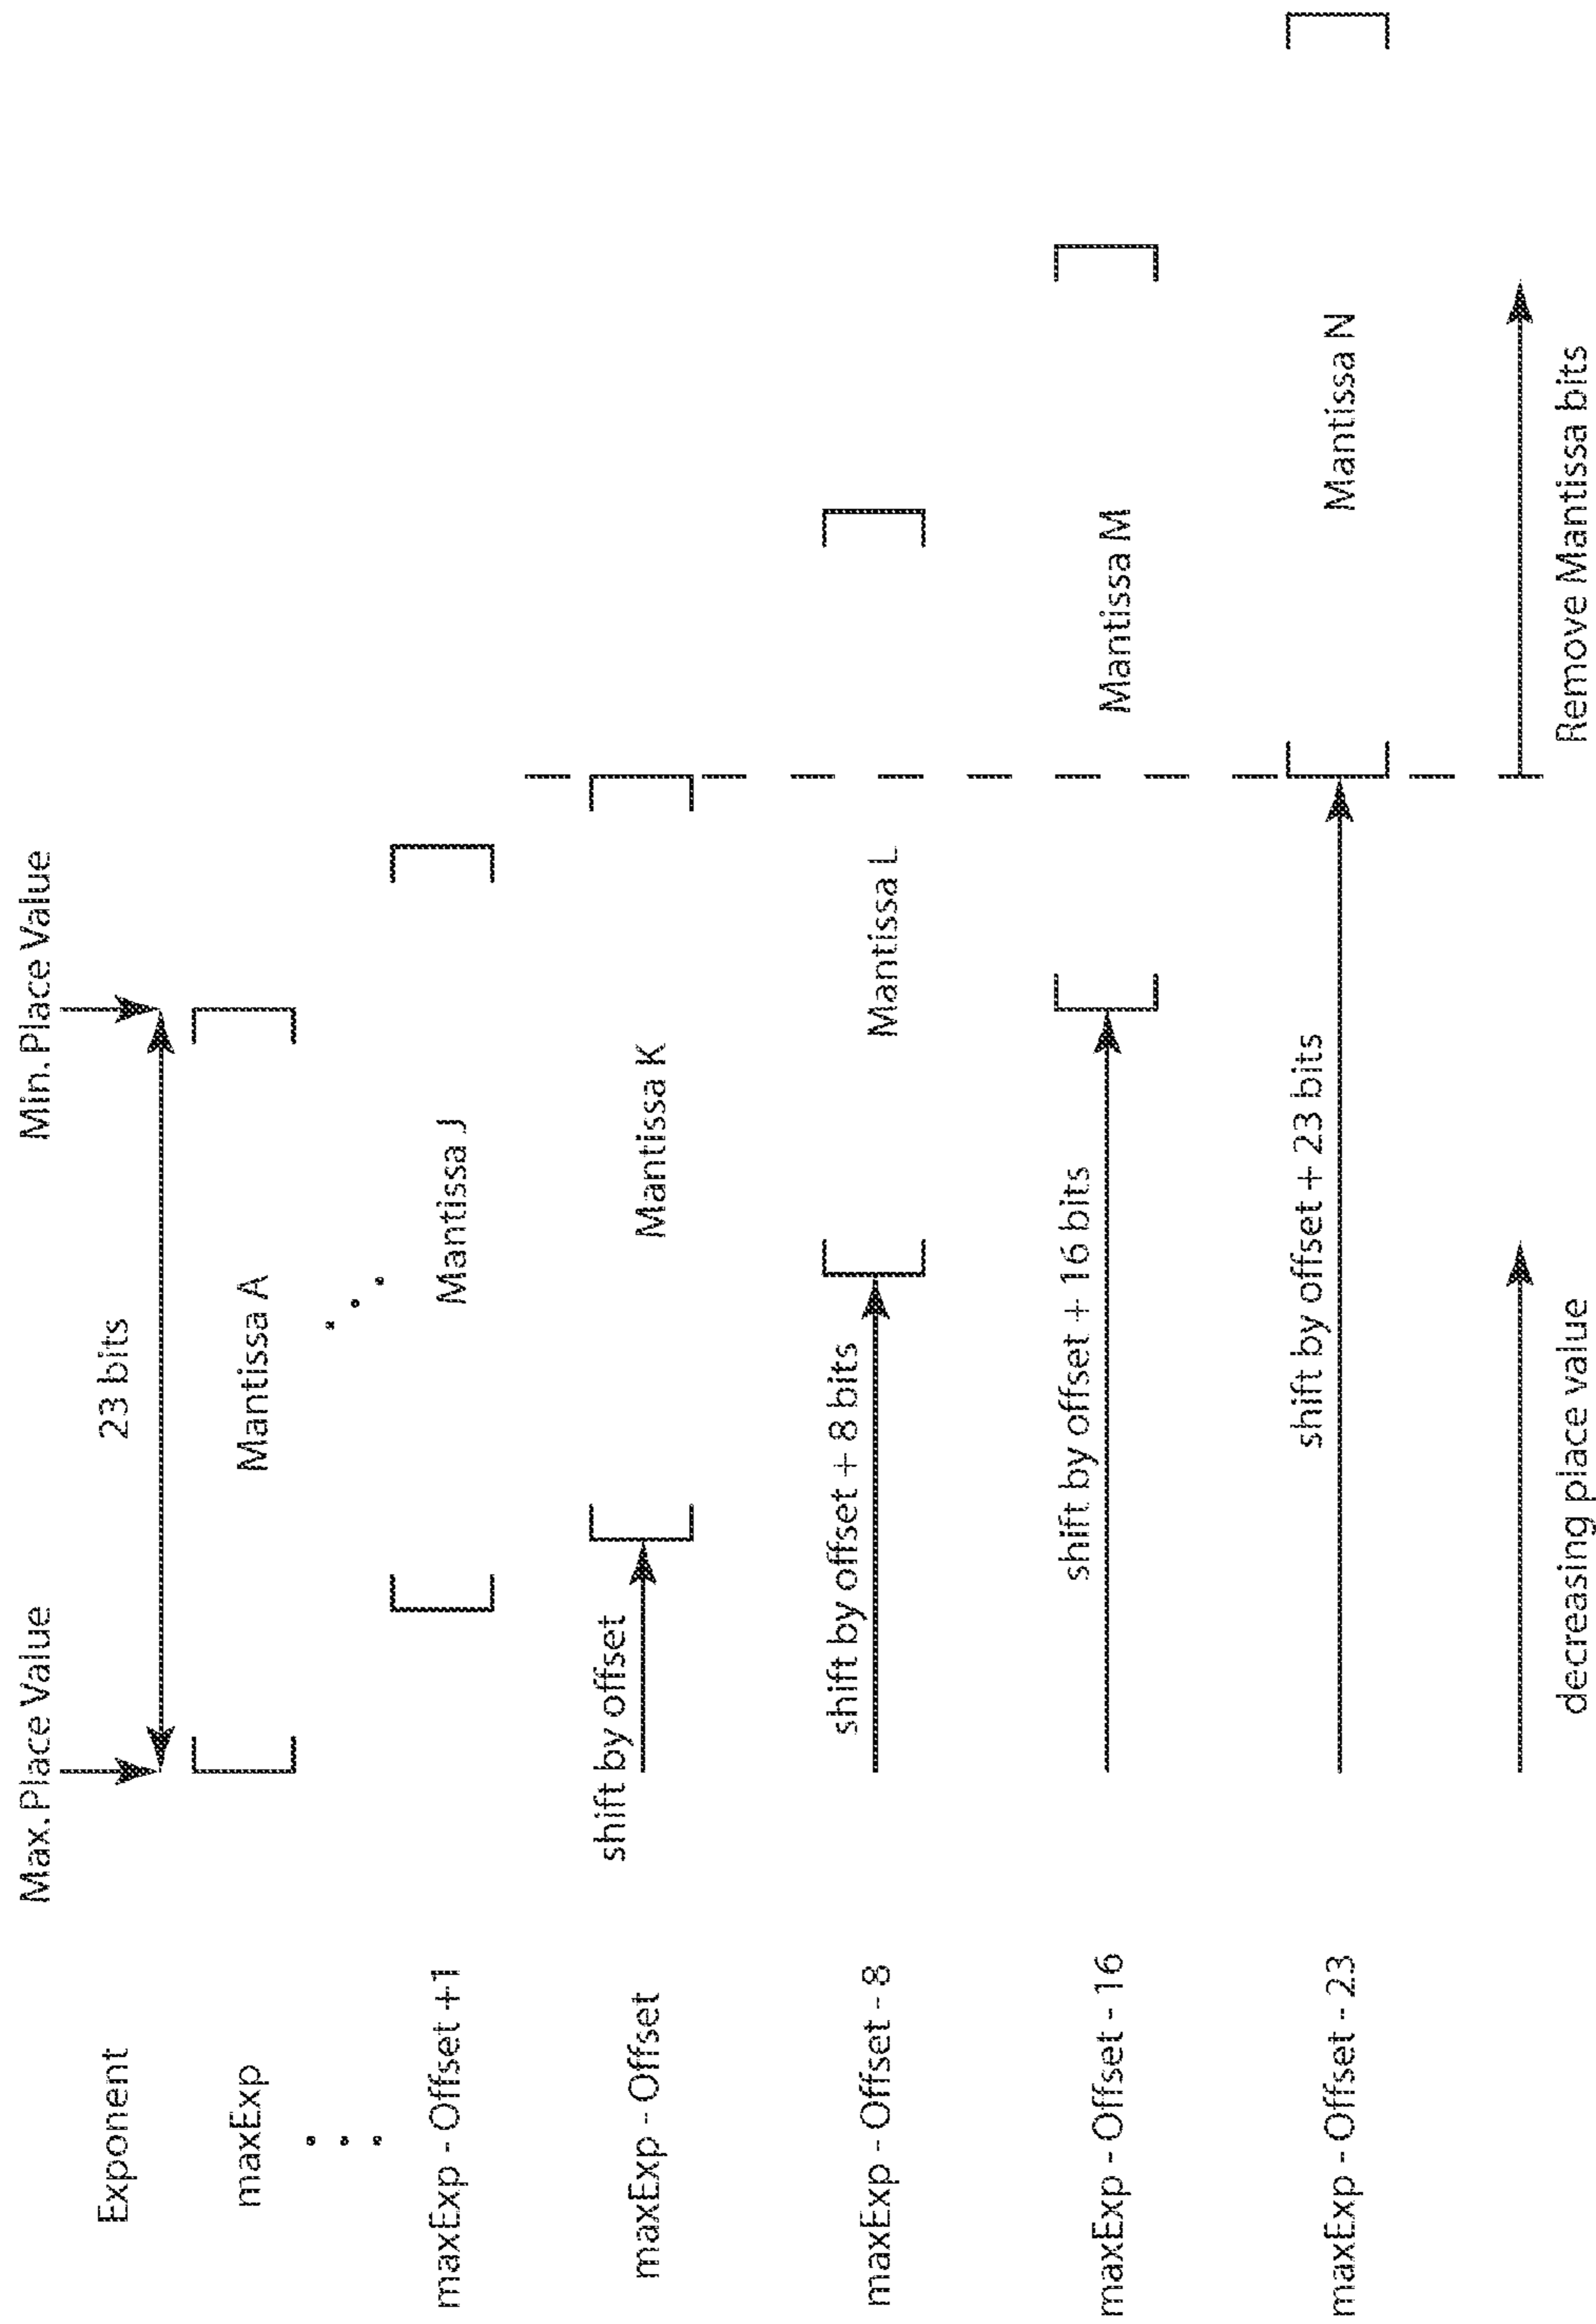 Max.Place Value
Min.Place Value
Exponent
23 bits
maxExp
Mantissa A
maxExp - Offset +1
Mantissa J
maxExp - Offset
shift by offset
Mantissa K
maxExp - Offset - 8
shift by offset + 8 bits
Mantissa L
maxExp - Offset - 16
shift by offset + 16 bits
Mantissa M
maxExp - Offset - 23
shift by offset + 23 bits
Mantissa N
decreasing place value
Remove Mantissa bits